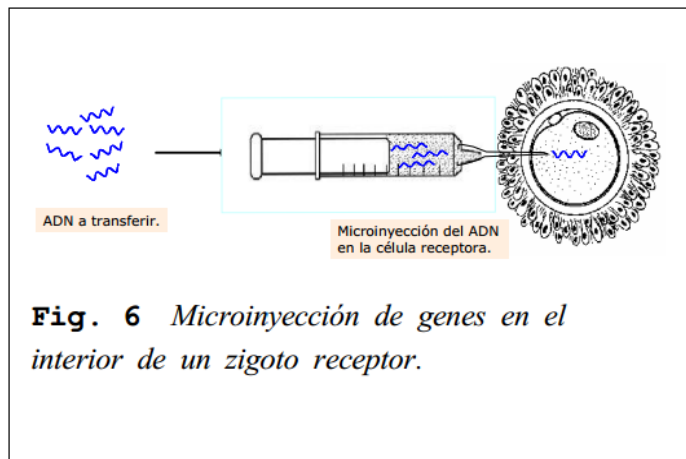 ADN a transferir.
Microinyección del ADN
en la célula receptora.
Fig. 6 Microinyección de genes en el
interior de un zigoto receptor.